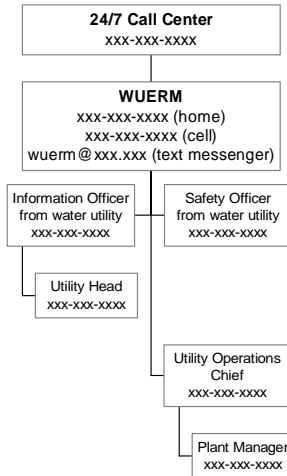 24/7 Call Center
xxx-xxx-xxxx
WUERM
xxx-xxx-xxxx (home)
xxx-xxx-xxxx (cell)
wuerm@xxx.xxx (text messenger)
Information Officer
from water utility
xxx-xxx-xxxx
Safety Officer
from water utility
xxx-xxx-xxxx
Utility Head
xxx-xxx-xxxx
Utility Operations
Chief
xxx-xxx-xxxx
Plant Manager
xxx-xxx-xxxx